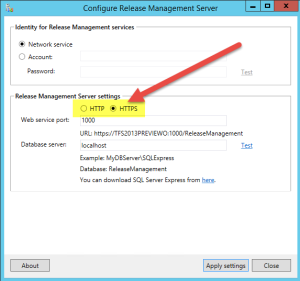 Configure Release Management Server
Identity for Release Management services
Network service
Account:
Password:
Test
Release Management Server settings
HTTP HTTPS
Web service port: 1000
URL: https://TFS2013PREVIEWO:1000/ReleaseManagement
Database server: localhost Test
Example: MyDBServer\SQLExpress
Database: ReleaseManagement
You can download SQL Server Express from here.
About Apply settings Close